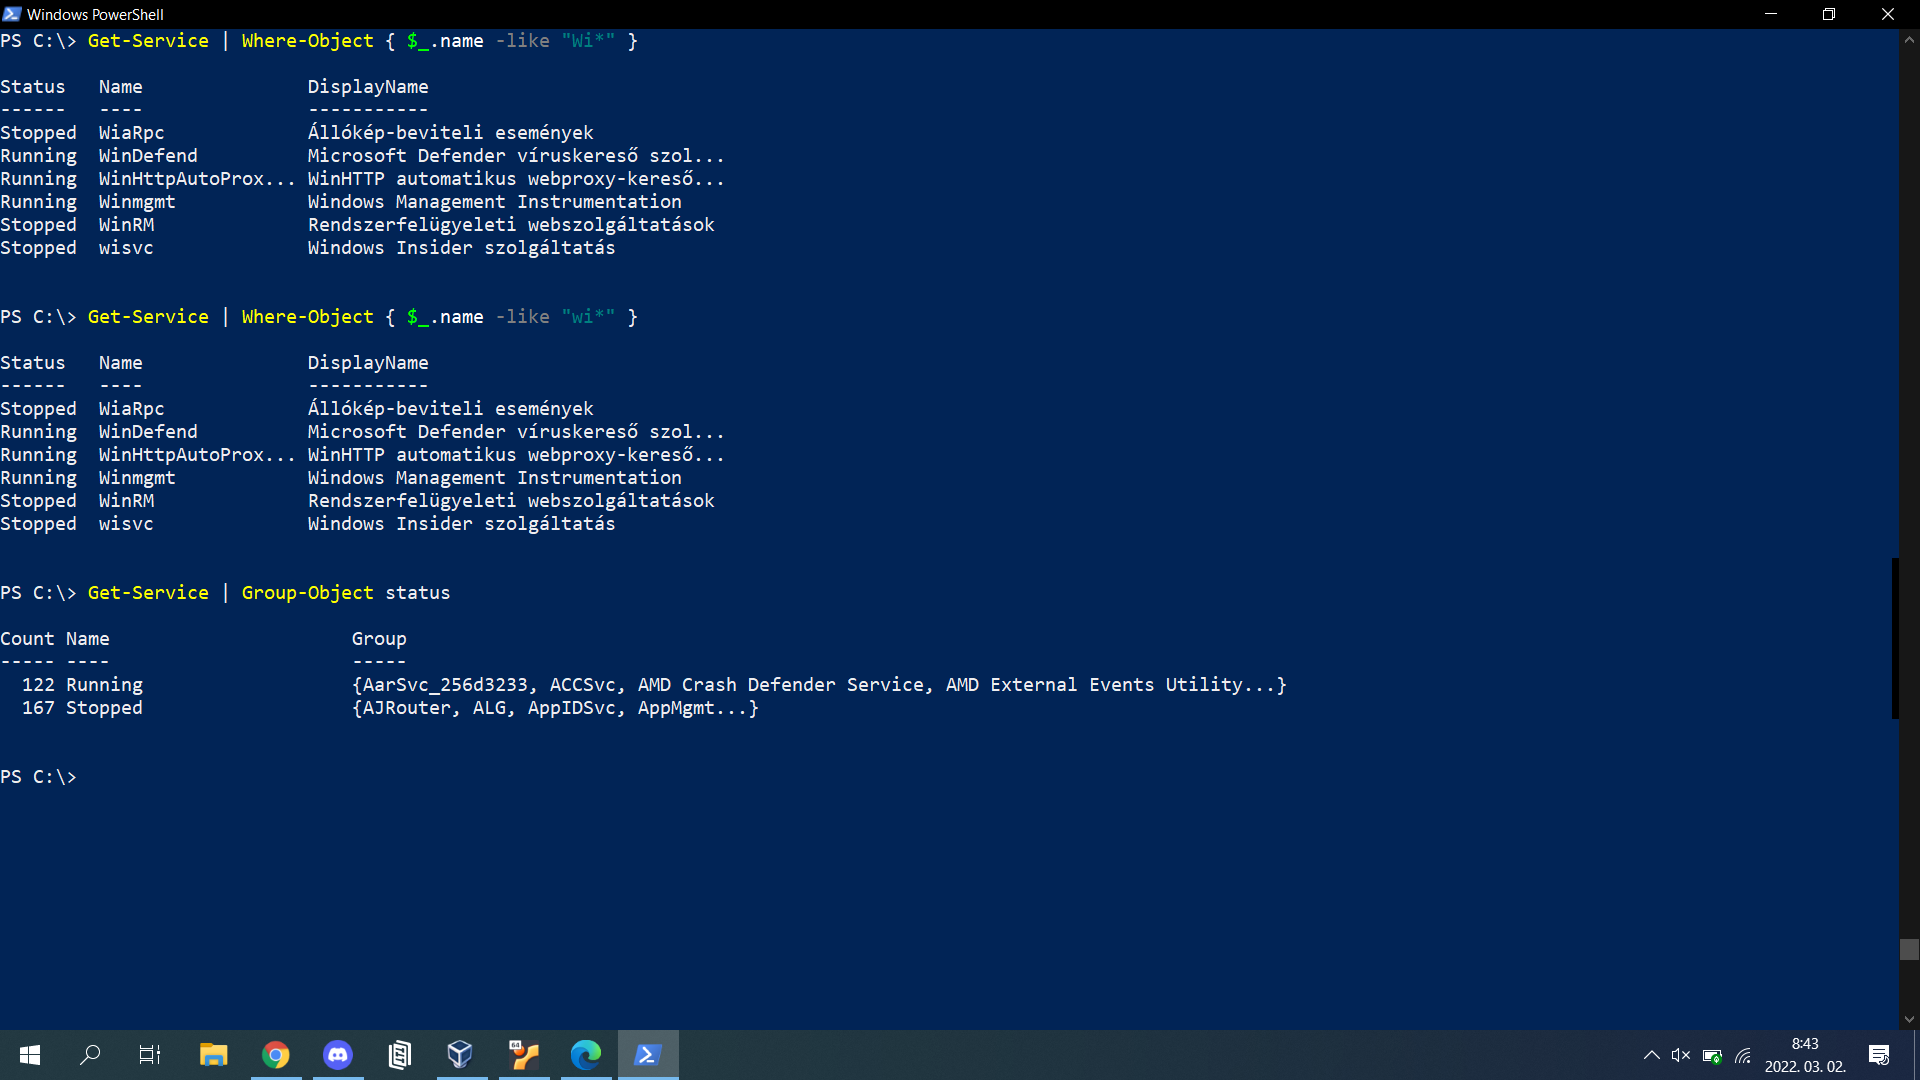 Windows PowerShell
PS C:\> Get-Service | Where-Object { $_.name -like "Wi*" }
Status   Name               DisplayName
------   ----               -----------
Stopped  WiaRpc             Állókép-beviteli események
Running  WinDefend          Microsoft Defender víruskereső szol...
Running  WinHttpAutoProx... WinHTTP automatikus webproxy-kereső...
Running  Winmgmt            Windows Management Instrumentation
Stopped  WinRM              Rendszerfelügyeleti webszolgáltatások
Stopped  wisvc              Windows Insider szolgáltatás
PS C:\> Get-Service | Where-Object { $_.name -like "wi*" }
Status   Name               DisplayName
------   ----               -----------
Stopped  WiaRpc             Állókép-beviteli események
Running  WinDefend          Microsoft Defender víruskereső szol...
Running  WinHttpAutoProx... WinHTTP automatikus webproxy-kereső...
Running  Winmgmt            Windows Management Instrumentation
Stopped  WinRM              Rendszerfelügyeleti webszolgáltatások
Stopped  wisvc              Windows Insider szolgáltatás
PS C:\> Get-Service | Group-Object status
Count Name                      Group
----- ----                      -----
  122 Running                   {AarSvc_256d3233, ACCSvc, AMD Crash Defender Service, AMD External Events Utility...}
  167 Stopped                   {AJRouter, ALG, AppIDSvc, AppMgmt...}
PS C:\>
64
8:43
2022. 03. 02.